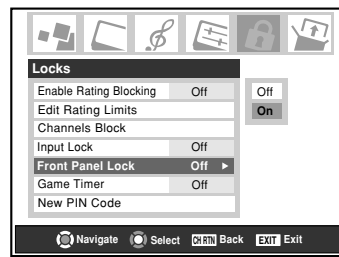 Locks
Enable Rating Blocking Off Off
Edit Rating Limits On
Channels Block
Input Lock Off
Front Panel Lock Off
Game Timer Off
New PIN Code
Navigate Select CH RTN Back EXIT Exit